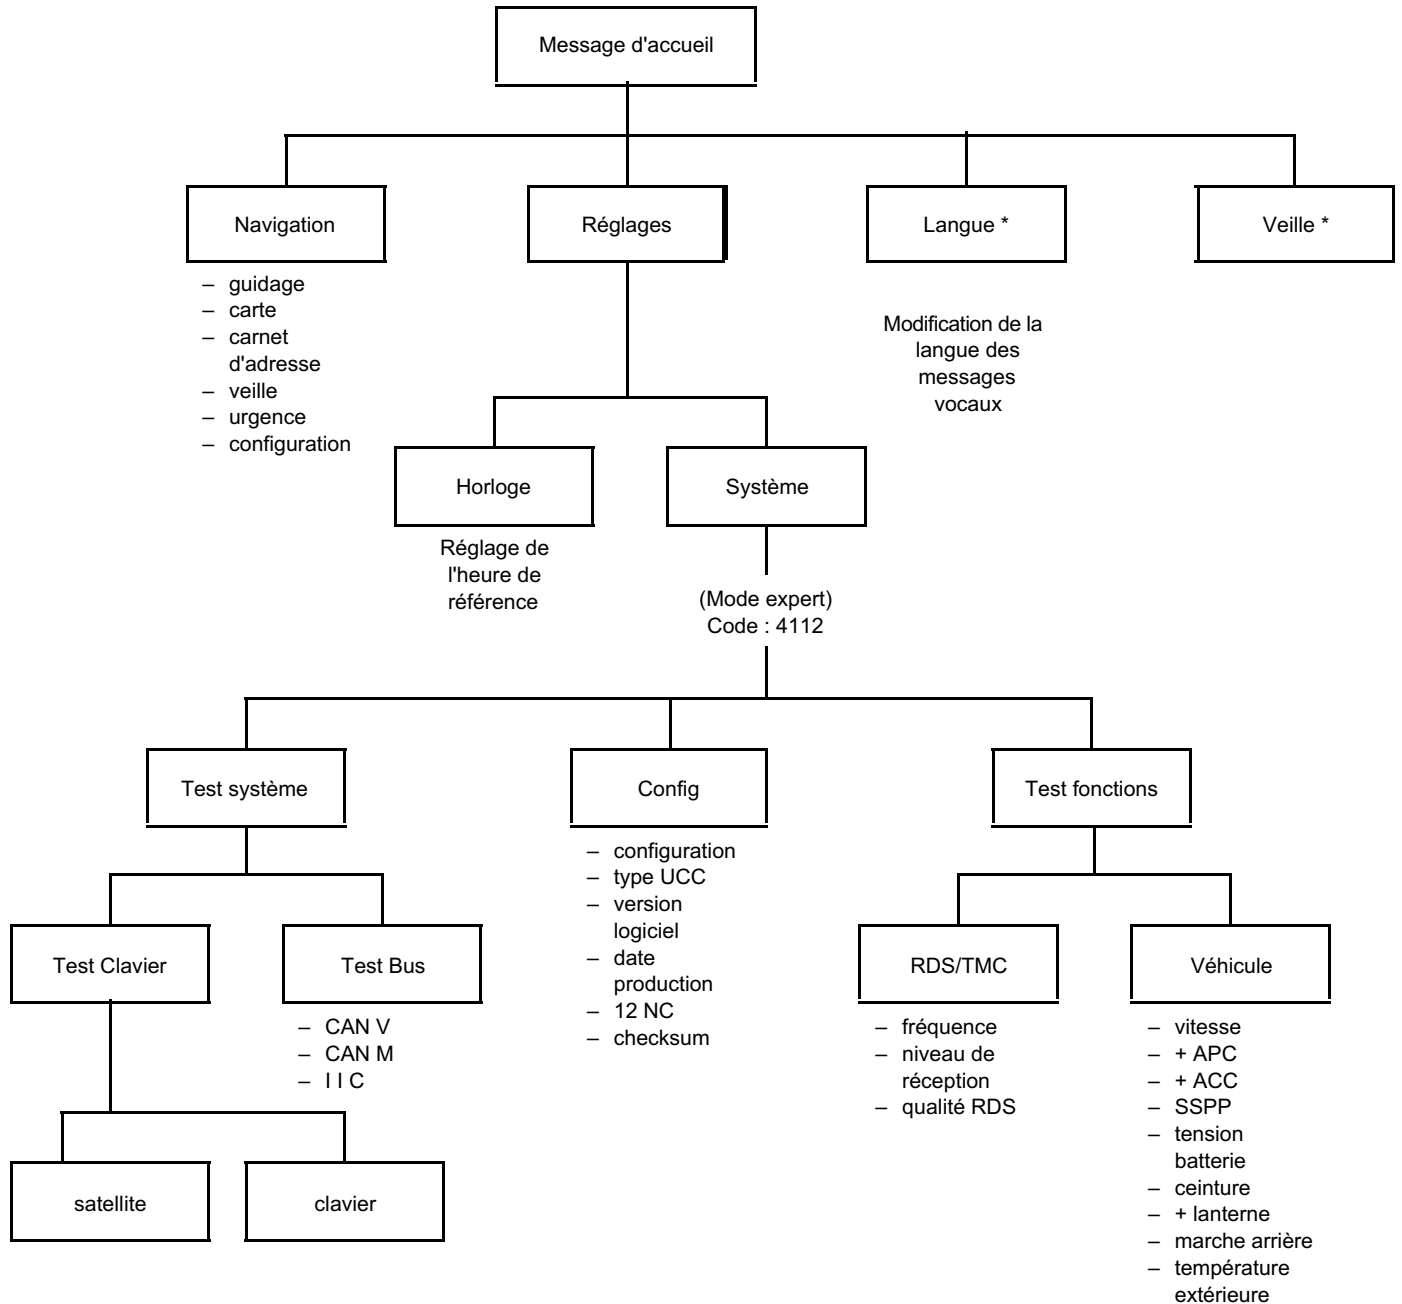 Message d'accueil
Navigation
Réglages
Langue *
Veille *
– guidage
– carte
– carnet
d'adresse
– veille
– urgence
– configuration
Modification de la
langue des
messages
vocaux
Horloge
Système
Réglage de
l'heure de
référence
(Mode expert)
Code : 4112
Test système
Config
Test fonctions
– configuration
– type UCC
– version
logiciel
– date
production
– 12 NC
– checksum
Test Clavier
Test Bus
RDS/TMC
Véhicule
– CAN V
– CAN M
– I I C
– fréquence
– niveau de
réception
– qualité RDS
– vitesse
– + APC
– + ACC
– SSPP
– tension
batterie
– ceinture
– + lanterne
– marche arrière
– température
extérieure
satellite
clavier